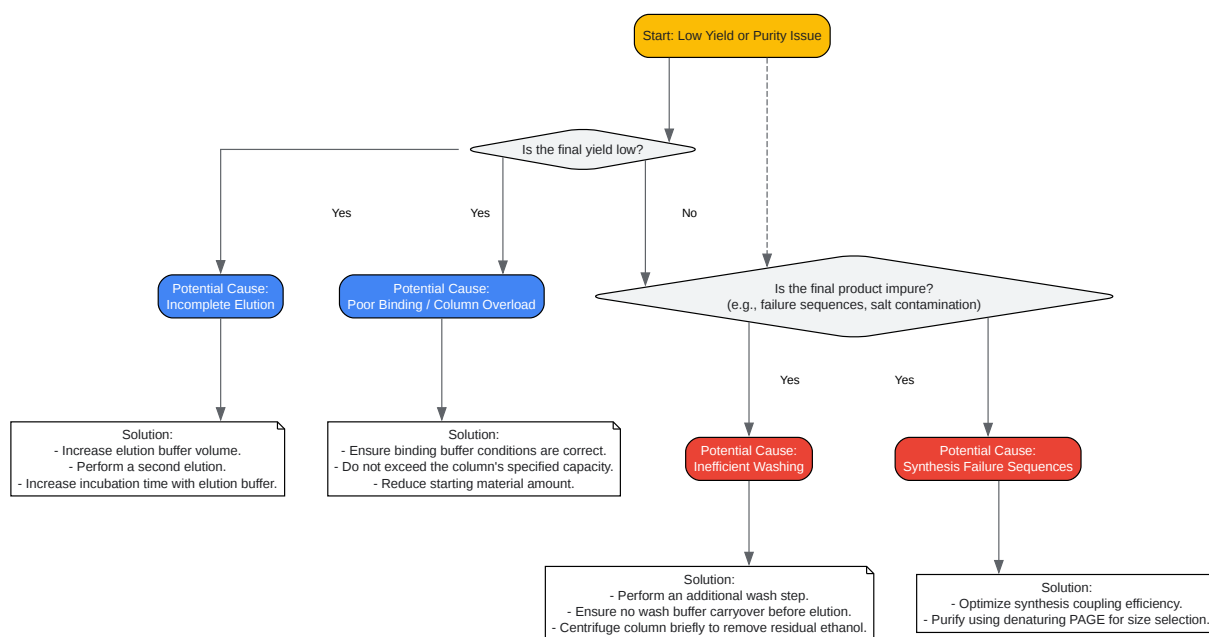 Start: Low Yield or Purity Issue
Is the final yield low?
Yes
Yes
No
Potential Cause:
Incomplete Elution
Potential Cause:
Poor Binding / Column Overload
Is the final product impure?
(e.g., failure sequences, salt contamination)
Yes
Yes
Solution:
- Increase elution buffer volume.
- Perform a second elution.
- Increase incubation time with elution buffer.
Solution:
- Ensure binding buffer conditions are correct.
- Do not exceed the column's specified capacity.
- Reduce starting material amount.
Potential Cause:
Inefficient Washing
Potential Cause:
Synthesis Failure Sequences
Solution:
- Perform an additional wash step.
- Ensure no wash buffer carryover before elution.
- Centrifuge column briefly to remove residual ethanol.
Solution:
- Optimize synthesis coupling efficiency.
- Purify using denaturing PAGE for size selection.